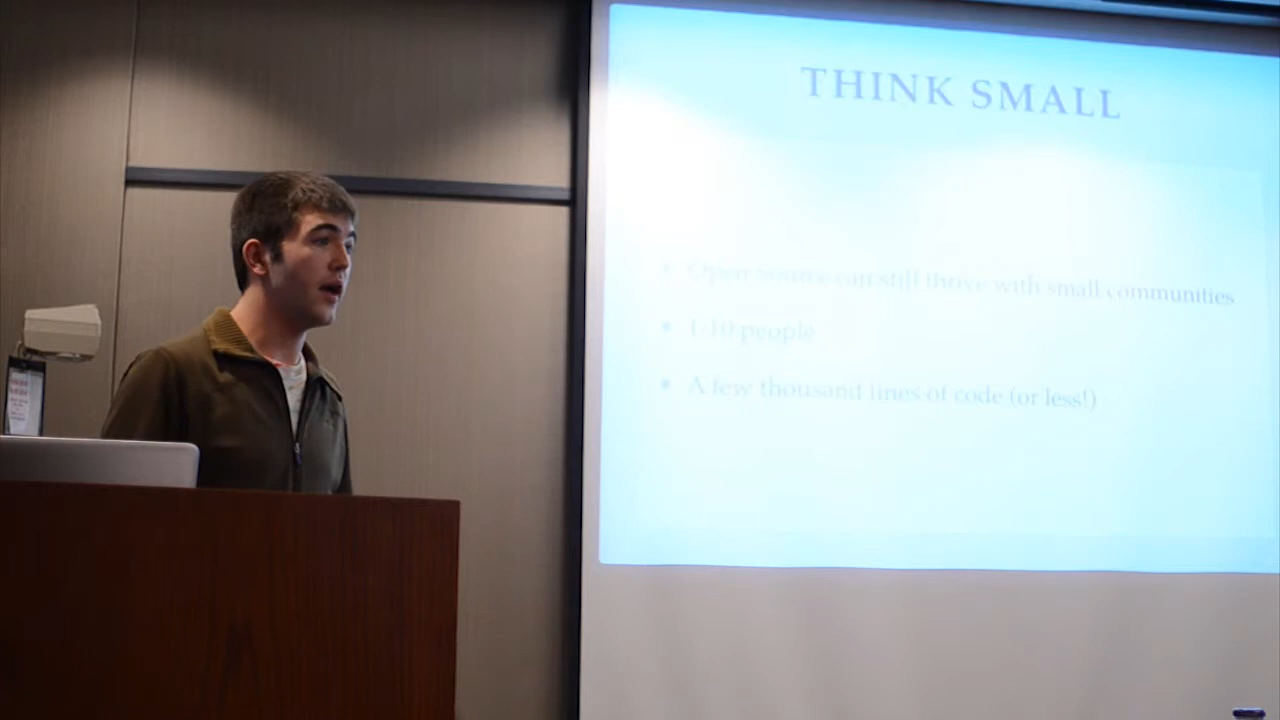 THINK SMALL
• Open source can still thrive with small communities
• 1-10 people
• A few thousand lines of code (or less!)